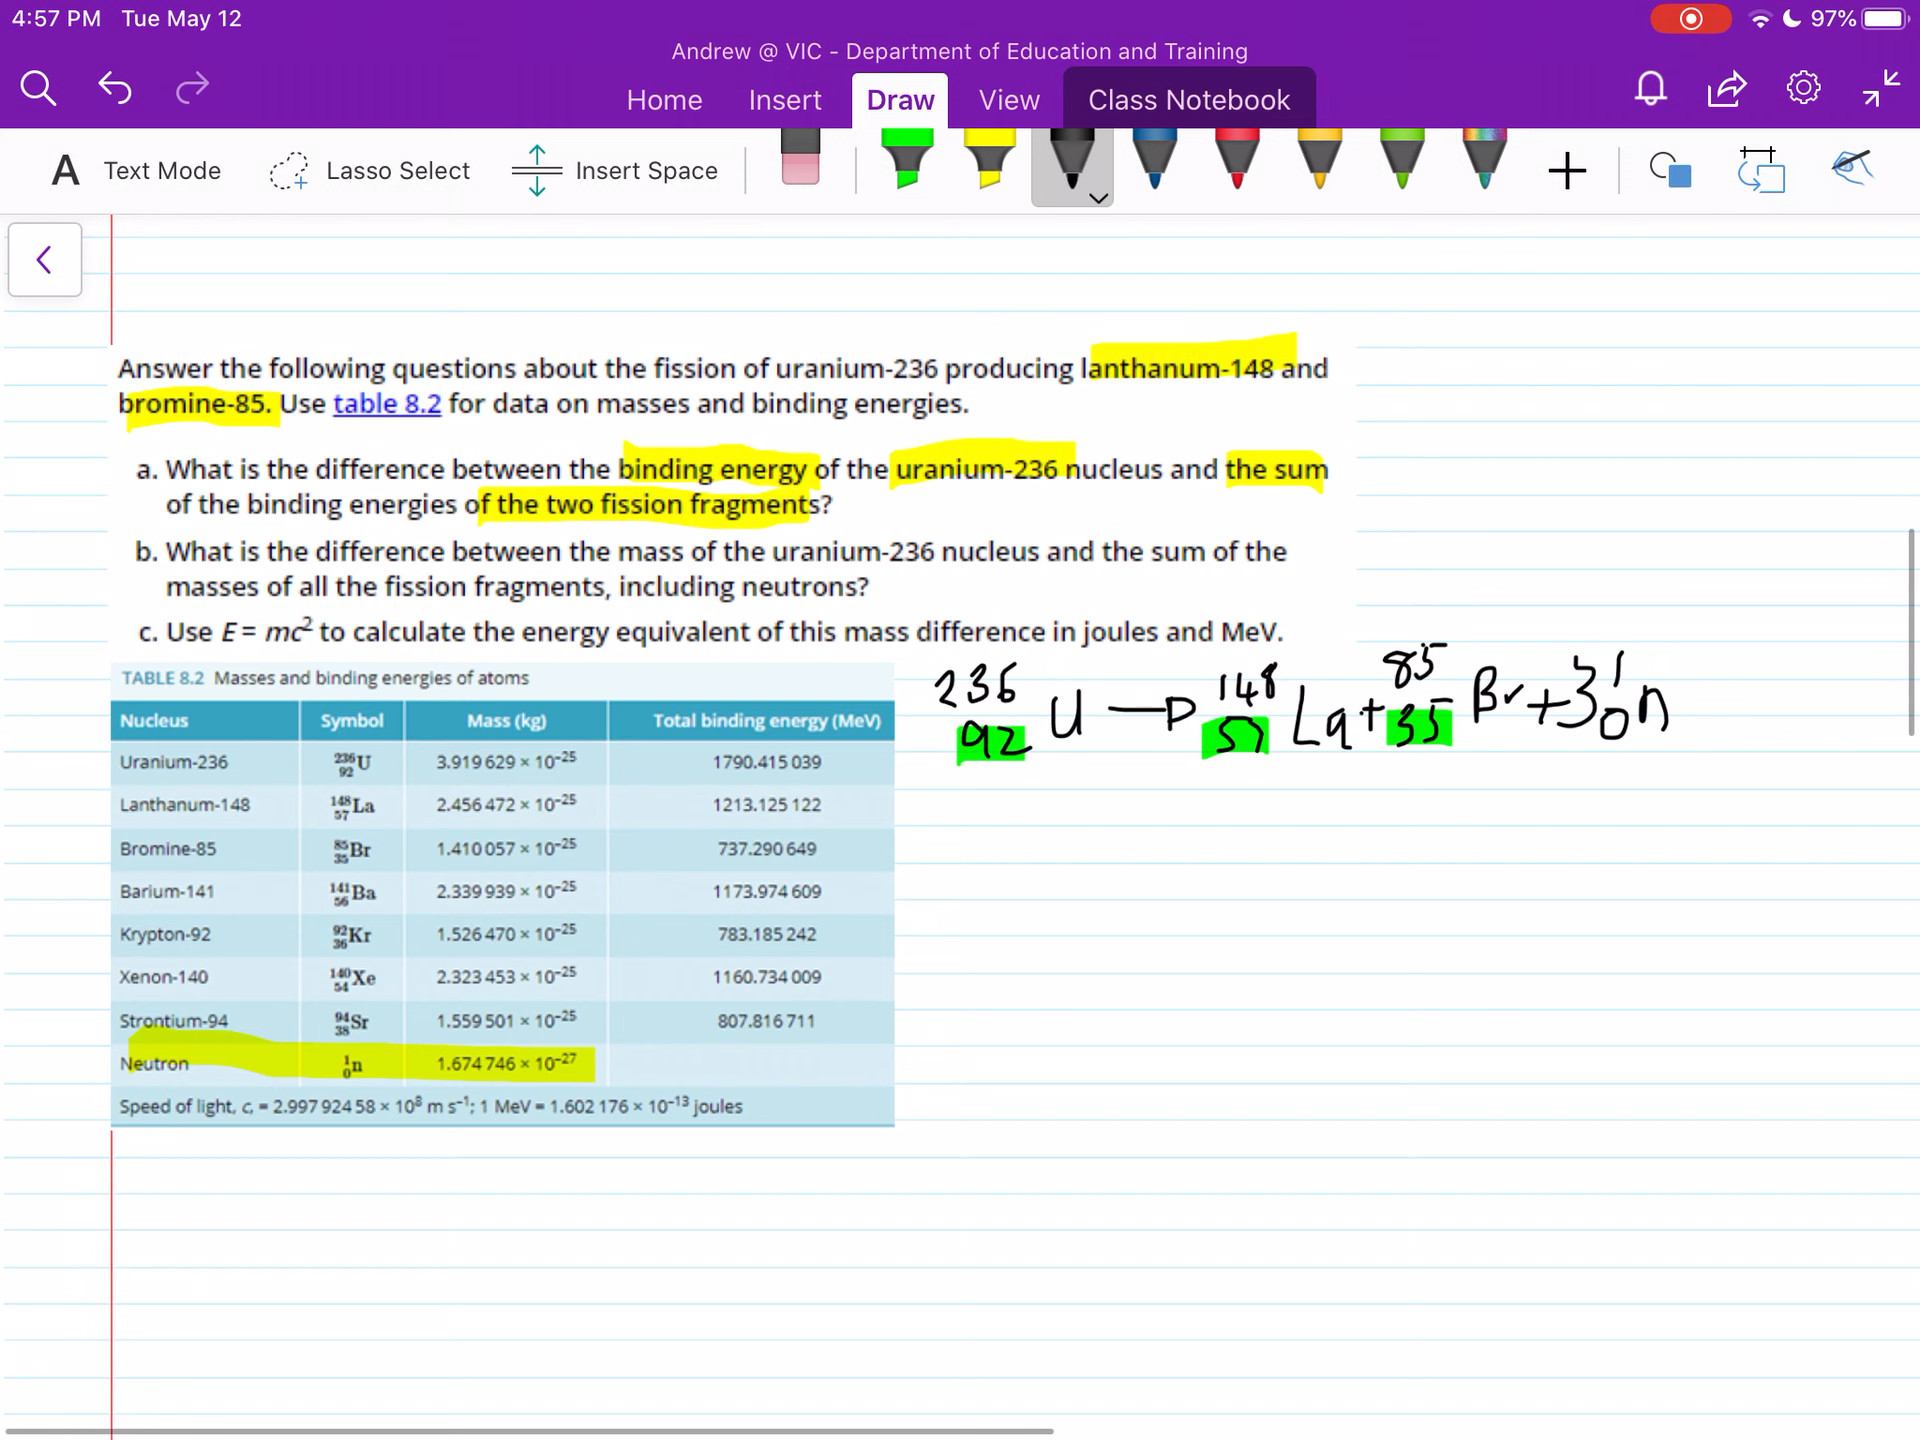 4:57 PM Tue May 12 97%
Andrew @ VIC - Department of Education and Training
Home Insert Draw View Class Notebook
A Text Mode Lasso Select Insert Space
Answer the following questions about the fission of uranium-236 producing lanthanum-148 and
bromine-85. Use table 8.2 for data on masses and binding energies.
a. What is the difference between the binding energy of the uranium-236 nucleus and the sum
of the binding energies of the two fission fragments?
b. What is the difference between the mass of the uranium-236 nucleus and the sum of the
masses of all the fission fragments, including neutrons?
c. Use E = mc² to calculate the energy equivalent of this mass difference in joules and MeV.
²³⁶₉₂U → ¹⁴⁸₅₇La + ⁸⁵₃₅Br + 3¹₀n
TABLE 8.2 Masses and binding energies of atoms
Nucleus Symbol Mass (kg) Total binding energy (MeV)
Uranium-236 ²³⁶₉₂U 3.919 629 × 10⁻²⁵ 1790.415 039
Lanthanum-148 ¹⁴⁸₅₇La 2.456 472 × 10⁻²⁵ 1213.125 122
Bromine-85 ⁸⁵₃₅Br 1.410 057 × 10⁻²⁵ 737.290 649
Barium-141 ¹⁴¹₅₆Ba 2.339 939 × 10⁻²⁵ 1173.974 609
Krypton-92 ⁹²₃₆Kr 1.526 470 × 10⁻²⁵ 783.185 242
Xenon-140 ¹⁴⁰₅₄Xe 2.323 453 × 10⁻²⁵ 1160.734 009
Strontium-94 ⁹⁴₃₈Sr 1.559 501 × 10⁻²⁵ 807.816 711
Neutron ¹₀n 1.674 746 × 10⁻²⁷
Speed of light, c, = 2.997 924 58 × 10⁸ m s⁻¹; 1 MeV = 1.602 176 × 10⁻¹³ joules